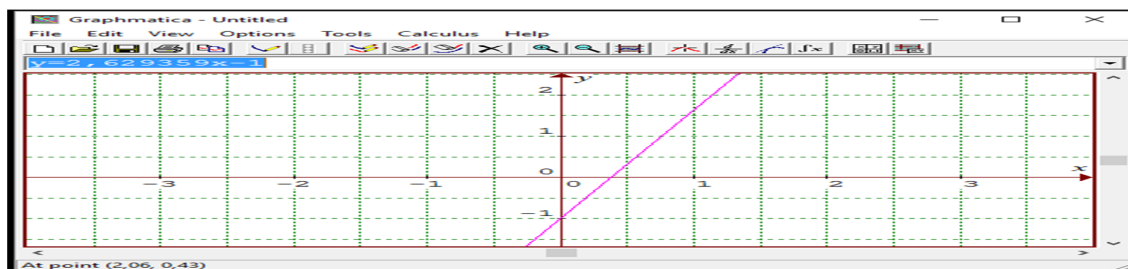 Graphmatica - Untitled
File Edit View Options Tools Calculus Help
y=2,629359x-1
y
2
1
0
-3 -2 -1 0 1 2 3 x
-1
At point (2,06, 0,43)